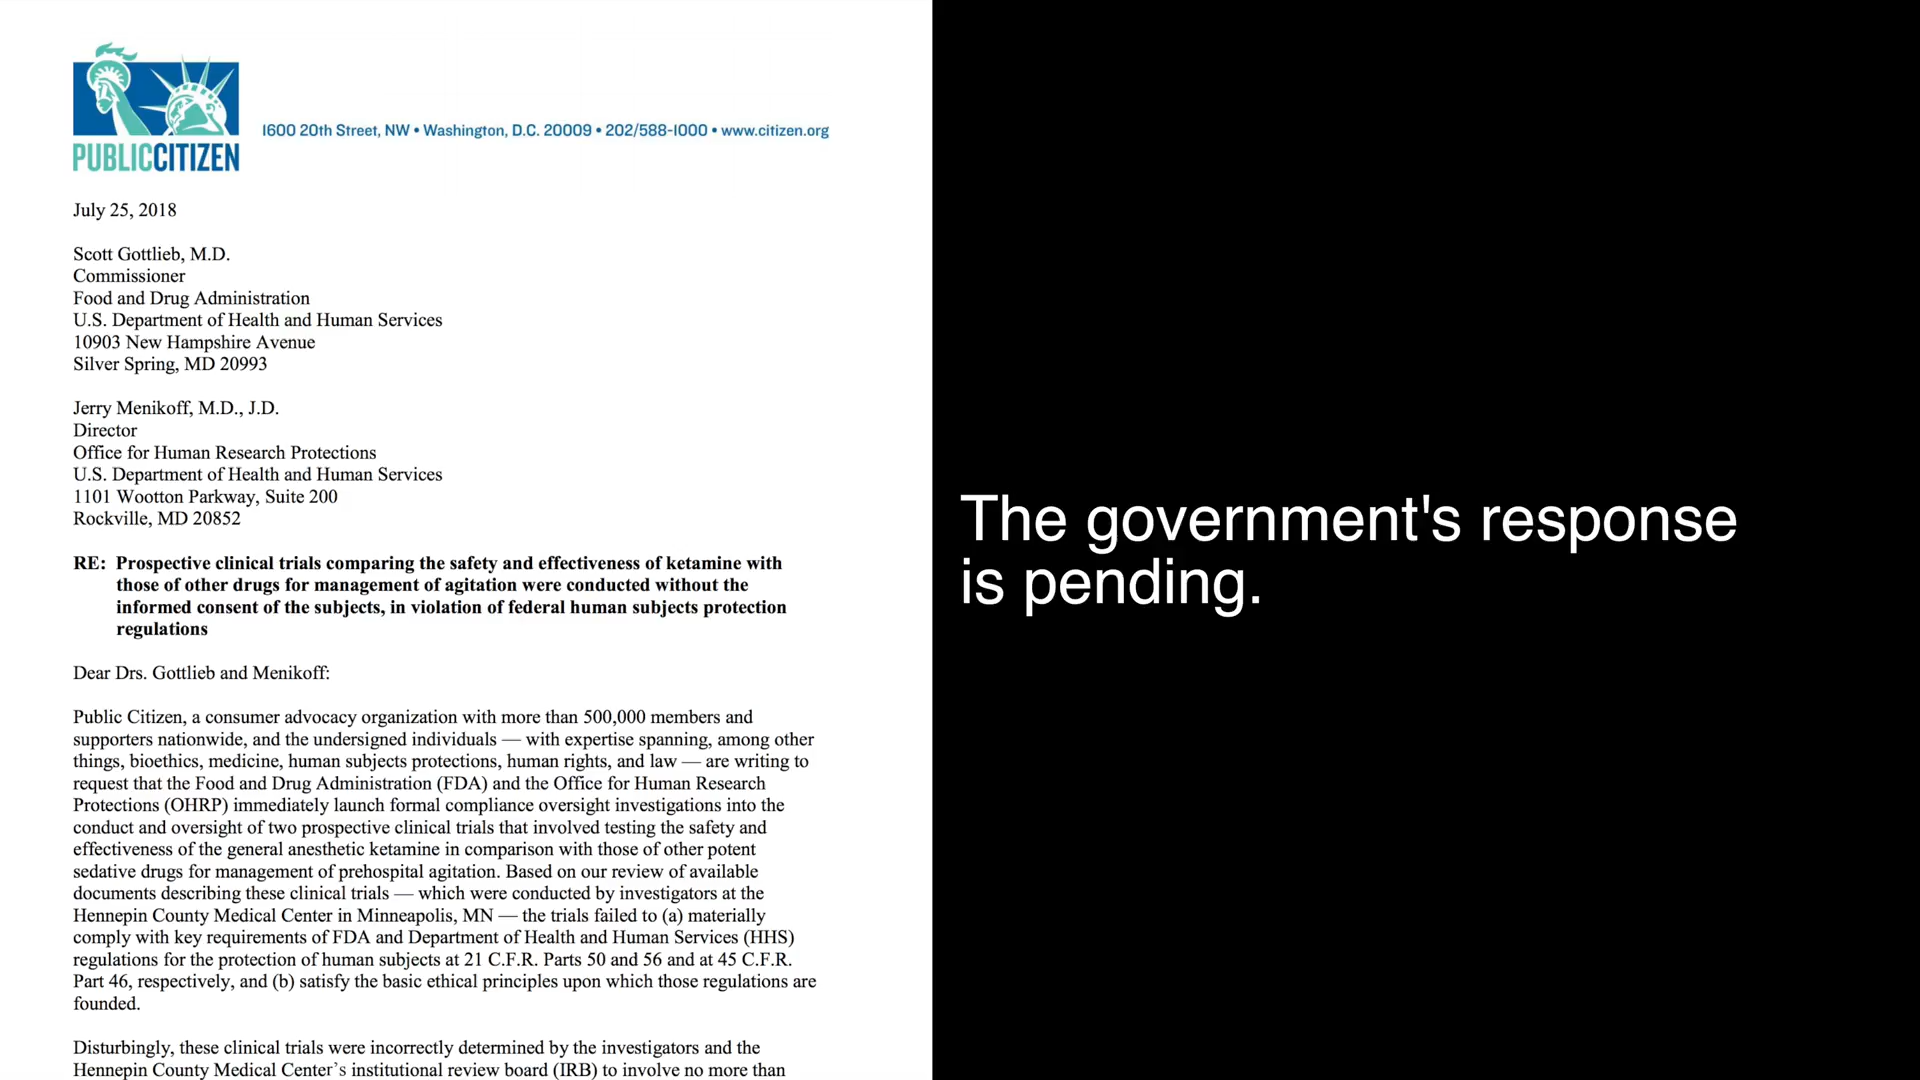 PUBLICCITIZEN
1600 20th Street, NW • Washington, D.C. 20009 • 202/588-1000 • www.citizen.org
July 25, 2018
Scott Gottlieb, M.D.
Commissioner
Food and Drug Administration
U.S. Department of Health and Human Services
10903 New Hampshire Avenue
Silver Spring, MD 20993
Jerry Menikoff, M.D., J.D.
Director
Office for Human Research Protections
U.S. Department of Health and Human Services
1101 Wootton Parkway, Suite 200
Rockville, MD 20852
RE: Prospective clinical trials comparing the safety and effectiveness of ketamine with
those of other drugs for management of agitation were conducted without the
informed consent of the subjects, in violation of federal human subjects protection
regulations
Dear Drs. Gottlieb and Menikoff:
Public Citizen, a consumer advocacy organization with more than 500,000 members and
supporters nationwide, and the undersigned individuals — with expertise spanning, among other
things, bioethics, medicine, human subjects protections, human rights, and law — are writing to
request that the Food and Drug Administration (FDA) and the Office for Human Research
Protections (OHRP) immediately launch formal compliance oversight investigations into the
conduct and oversight of two prospective clinical trials that involved testing the safety and
effectiveness of the general anesthetic ketamine in comparison with those of other potent
sedative drugs for management of prehospital agitation. Based on our review of available
documents describing these clinical trials — which were conducted by investigators at the
Hennepin County Medical Center in Minneapolis, MN — the trials failed to (a) materially
comply with key requirements of FDA and Department of Health and Human Services (HHS)
regulations for the protection of human subjects at 21 C.F.R. Parts 50 and 56 and at 45 C.F.R.
Part 46, respectively, and (b) satisfy the basic ethical principles upon which those regulations are
founded.
Disturbingly, these clinical trials were incorrectly determined by the investigators and the
Hennepin County Medical Center's institutional review board (IRB) to involve no more than
The government's response
is pending.